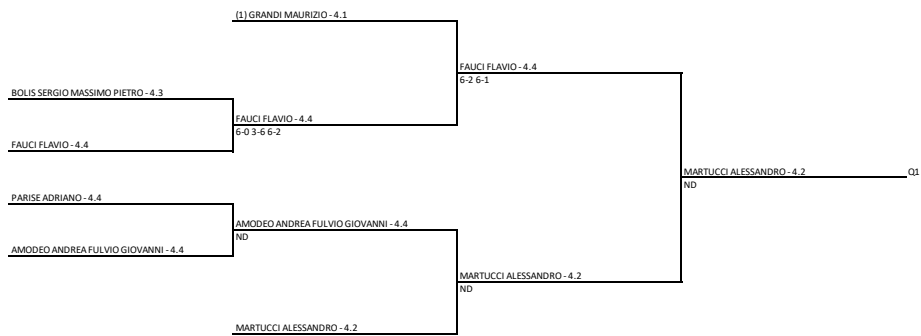 (1) GRANDI MAURIZIO - 4.1
FAUCI FLAVIO - 4.4
6-2 6-1
BOLIS SERGIO MASSIMO PIETRO - 4.3
FAUCI FLAVIO - 4.4
6-0 3-6 6-2
FAUCI FLAVIO - 4.4
MARTUCCI ALESSANDRO - 4.2
Q1
ND
PARISE ADRIANO - 4.4
AMODEO ANDREA FULVIO GIOVANNI - 4.4
ND
AMODEO ANDREA FULVIO GIOVANNI - 4.4
MARTUCCI ALESSANDRO - 4.2
ND
MARTUCCI ALESSANDRO - 4.2